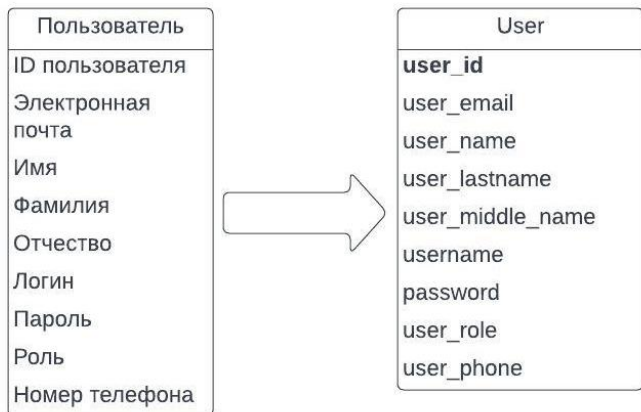 Пользователь
ID пользователя
Электронная
почта
Имя
Фамилия
Отчество
Логин
Пароль
Роль
Номер телефона
User
user_id
user_email
user_name
user_lastname
user_middle_name
username
password
user_role
user_phone